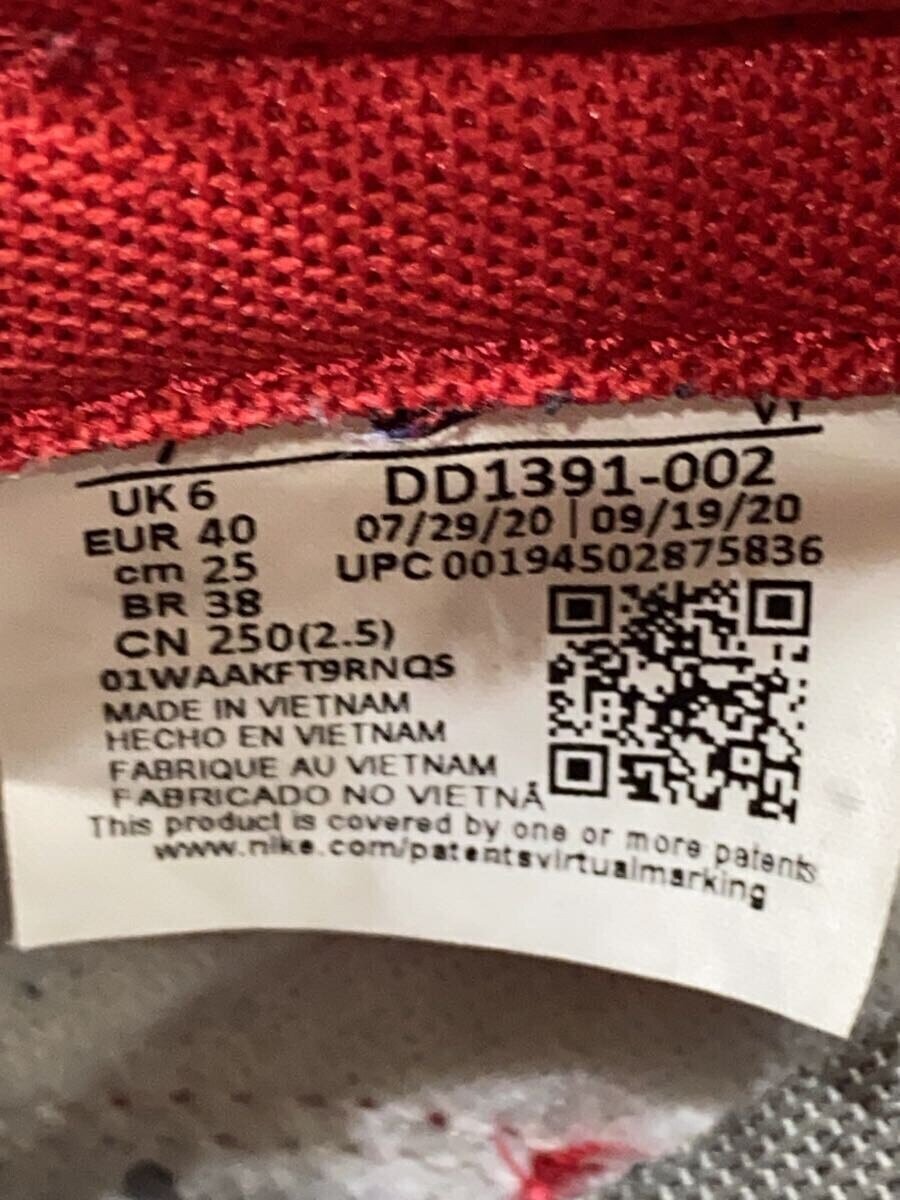 UK 6
EUR 40
cm 25
BR 38
CN 250(2.5)
DD1391-002
07/29/20 | 09/19/20
UPC 00194502875836
01WAAKFT9RNQS
MADE IN VIETNAM
HECHO EN VIETNAM
FABRIQUE AU VIETNAM
FABRICADO NO VIETNÃ
This product is covered by one or more patents
www.nike.com/patentsvirtualmarking